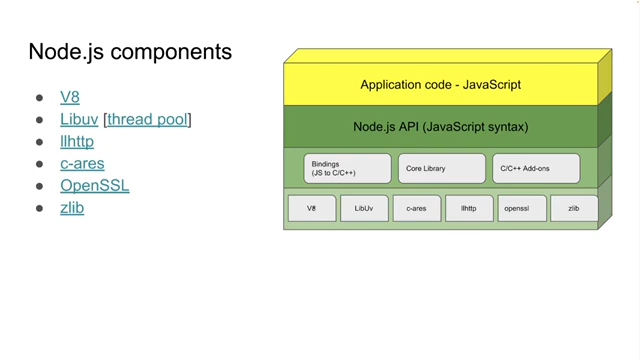 Node.js components
● V8
● Libuv [thread pool]
● llhttp
● c-ares
● OpenSSL
● zlib
Application code - JavaScript
Node.js API (JavaScript syntax)
Bindings
(JS to C/C++)
Core Library
C/C++ Add-ons
V8
LibUv
c-ares
llhttp
openssl
zlib